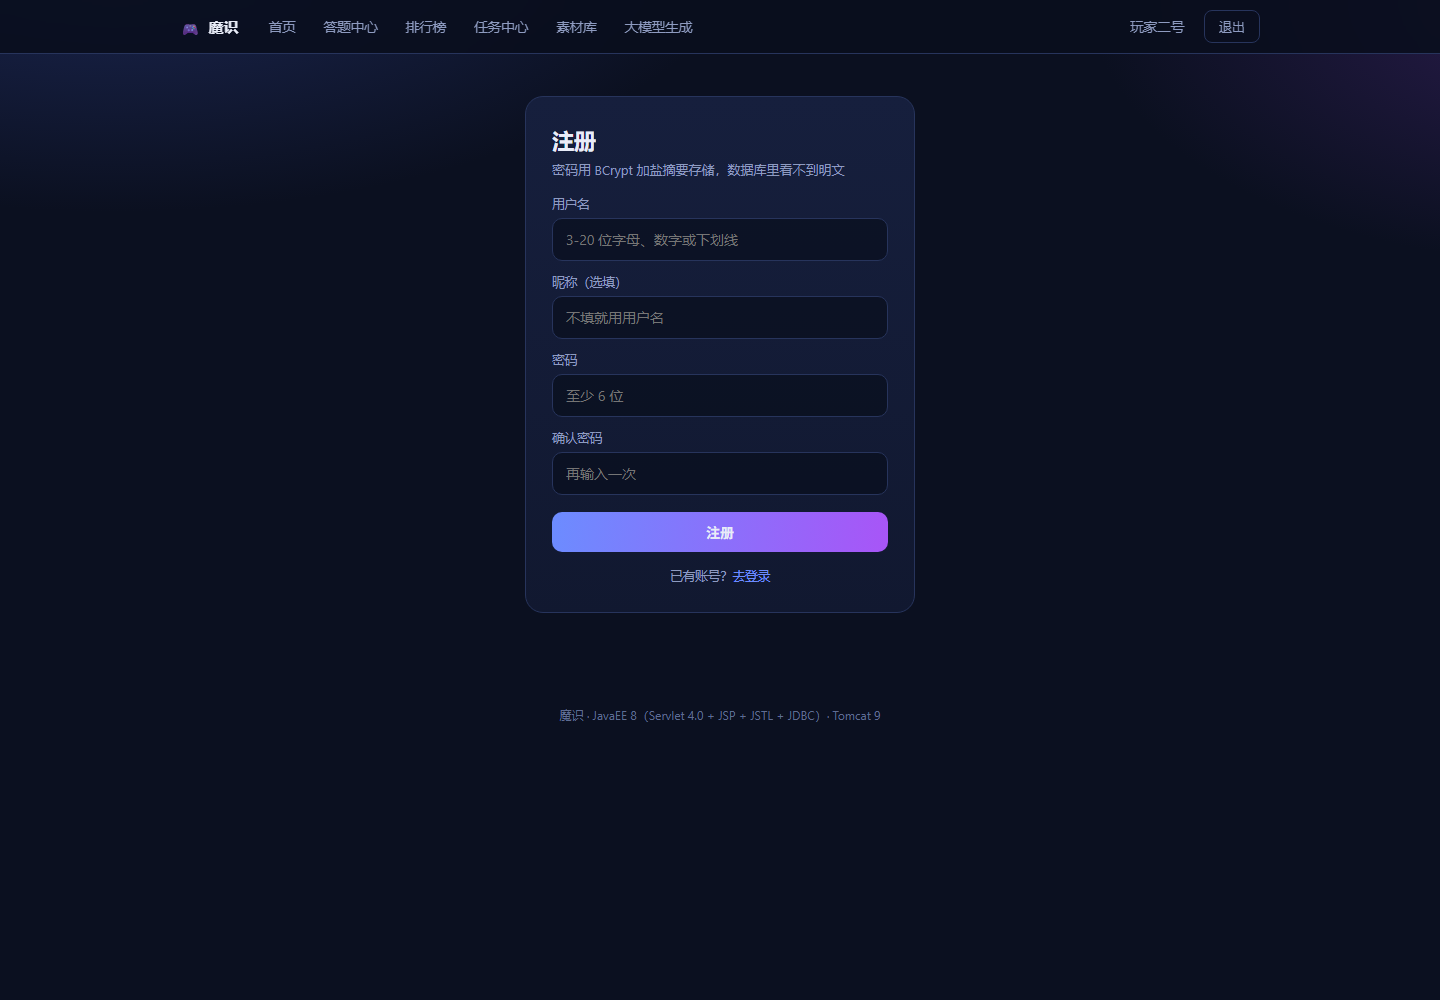 魔识 首页 答题中心 排行榜 任务中心 素材库 大模型生成 玩家二号 退出
注册
密码用 BCrypt 加盐摘要存储，数据库里看不到明文
用户名
3-20 位字母、数字或下划线
昵称（选填）
不填就用用户名
密码
至少 6 位
确认密码
再输入一次
注册
已有账号？去登录
魔识 · JavaEE 8（Servlet 4.0 + JSP + JSTL + JDBC）· Tomcat 9